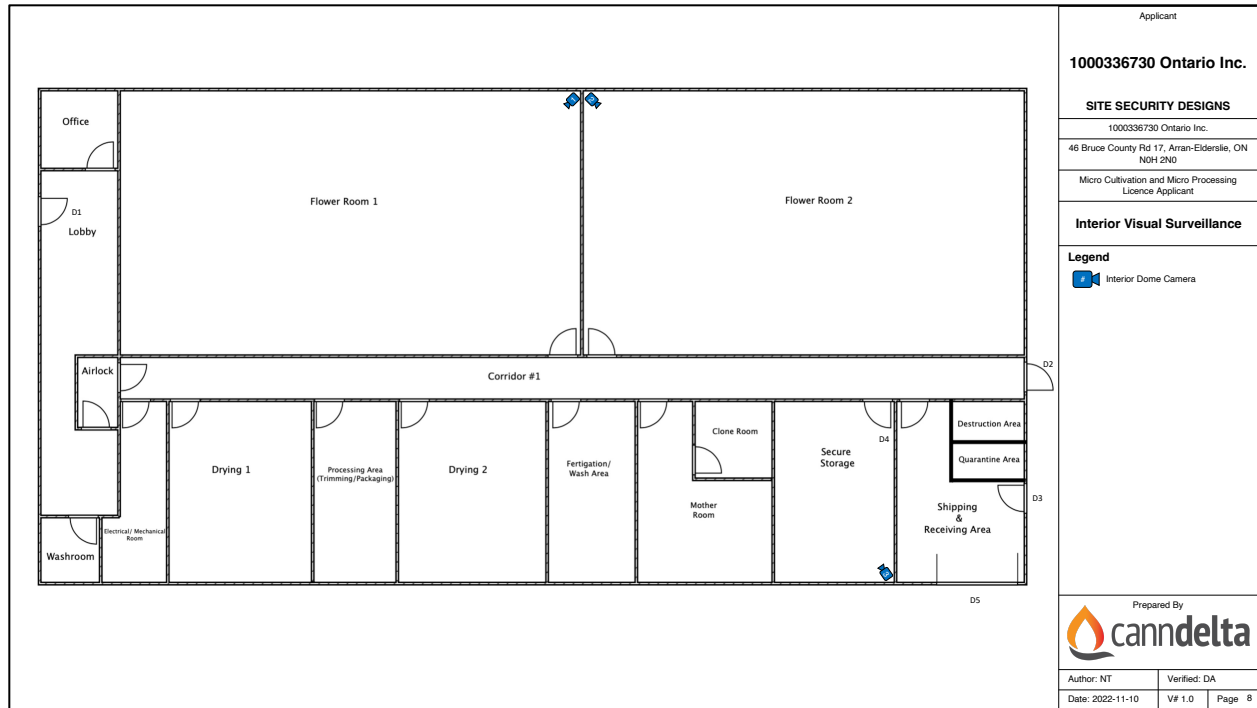 Applicant
1000336730 Ontario Inc.
SITE SECURITY DESIGNS
1000336730 Ontario Inc.
46 Bruce County Rd 17, Arran-Elderslie, ON
N0H 2N0
Micro Cultivation and Micro Processing
Licence Applicant
Interior Visual Surveillance
Legend
#
Interior Dome Camera
Office
D1
Lobby
Flower Room 1
Flower Room 2
Airlock
Corridor #1
D2
Drying 1
Processing Area
(Trimming/Packaging)
Drying 2
Fertigation/
Wash Area
Clone Room
Mother
Room
Secure
Storage
D4
Destruction Area
Quarantine Area
D3
Shipping
&
Receiving Area
Electrical/ Mechanical
Room
Washroom
D5
Prepared By
canndelta
Author: NT
Verified: DA
Date: 2022-11-10
V# 1.0
Page 8